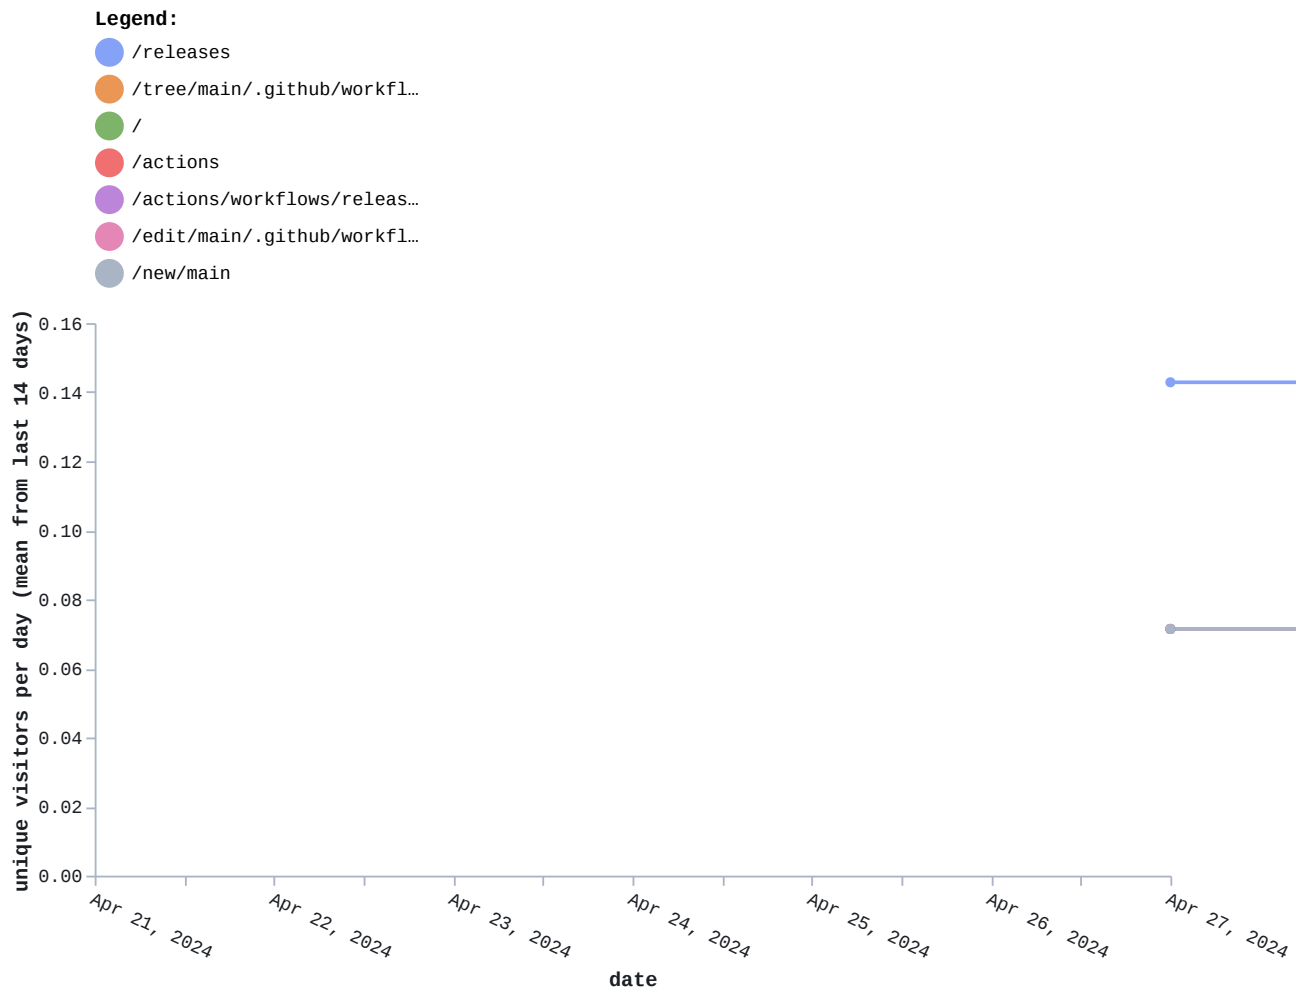 Legend:
/releases
/tree/main/.github/workfl…
/
/actions
/actions/workflows/releas…
/edit/main/.github/workfl…
/new/main
unique visitors per day (mean from last 14 days)
0.16
0.14
0.12
0.10
0.08
0.06
0.04
0.02
0.00
Apr 21, 2024
Apr 22, 2024
Apr 23, 2024
Apr 24, 2024
Apr 25, 2024
Apr 26, 2024
Apr 27, 2024
date